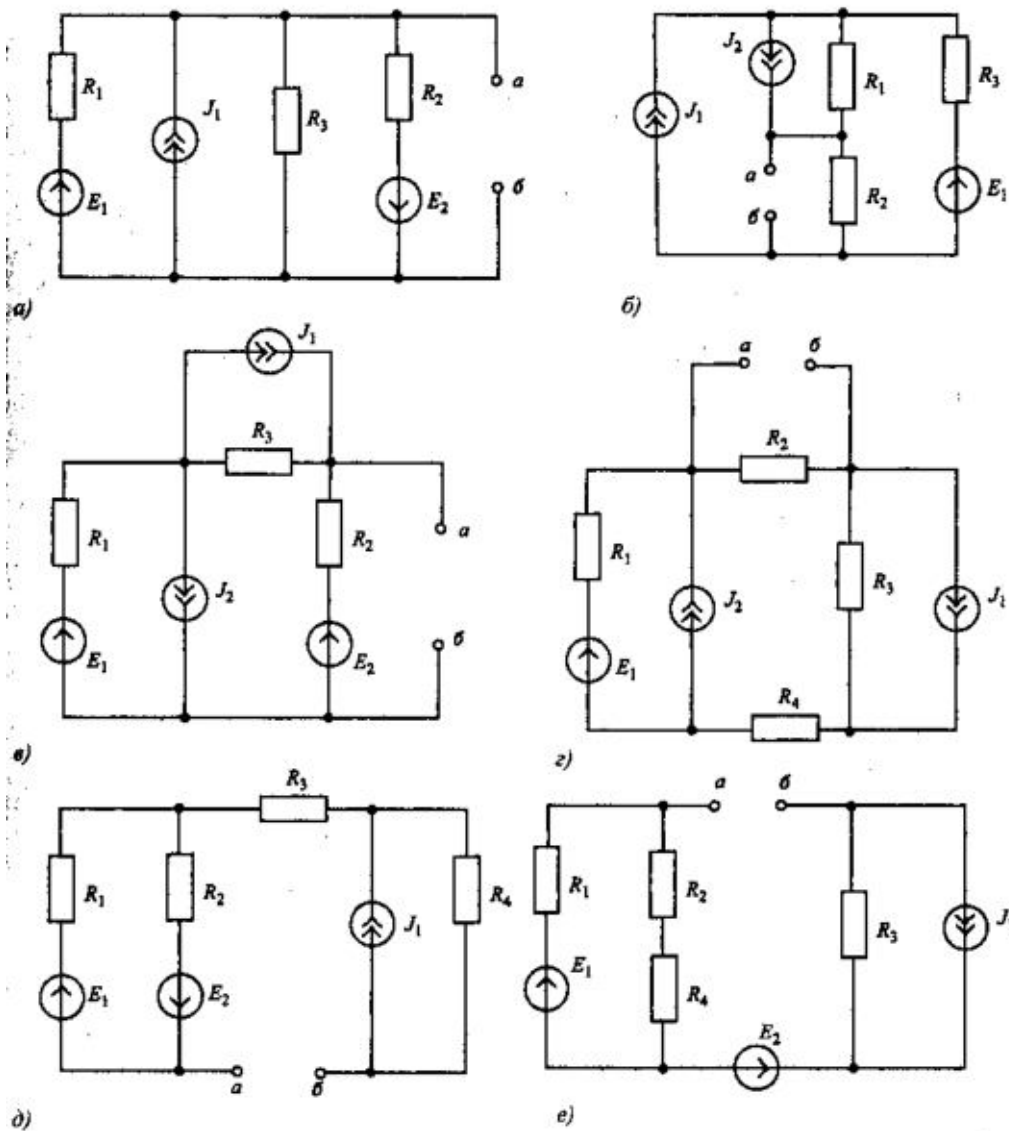 R₁ J₁ R₃ R₂ а
E₁ E₂ б
а)
J₂ R₁ R₃
J₁ а R₂ E₁
в
б)
J₁
R₃
R₁ R₂ а
J₂
E₁ E₂ б
в)
а б
R₂
R₁ J₂ R₃ J₁
E₁
R₄
г)
R₃
R₁ R₂ J₁ R₄
E₁ E₂
а б
д)
а б
R₁ R₂ R₃ J
E₁ R₄
E₂
е)